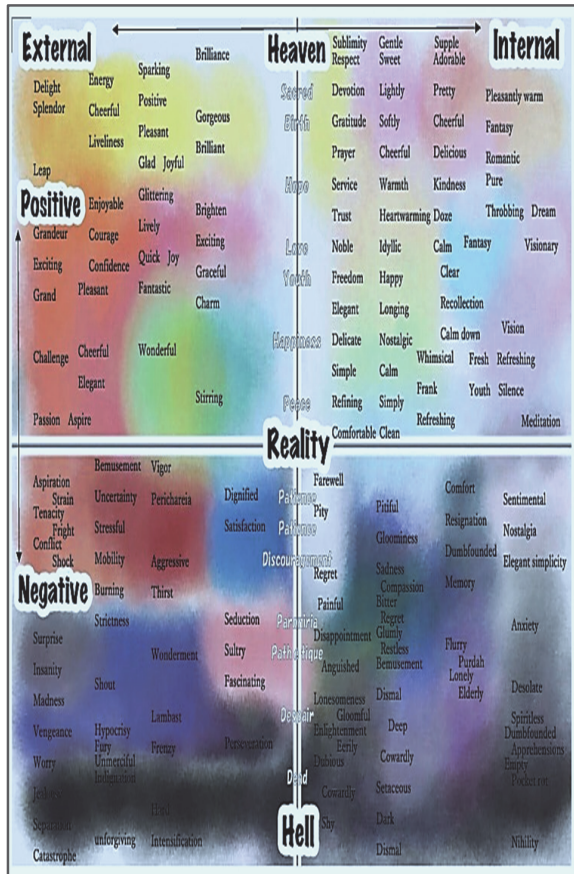 External
Heaven
Internal
Brilliance
Sublimity Gentle Supple
Respect Sweet Adorable
Sparking
Energy
Delight
Sacred
Devotion Lightly Pretty
Pleasantly warm
Splendor
Cheerful
Positive
Gorgeous
Birth
Gratitude Softly Cheerful
Fantasy
Liveliness
Pleasant
Brilliant
Prayer Cheerful Delicious
Romantic
Leap
Glad Joyful
Pure
Positive
Enjoyable
Glittering
Brighten
Hope
Service Warmth Kindness
Throbbing Dream
Grandeur
Courage
Lively
Exciting
Trust Heartwarming Doze
Love
Noble Idyllic Calm Fantasy
Visionary
Exciting
Confidence
Quick Joy
Graceful
Clear
Youth
Freedom Happy
Grand
Pleasant
Fantastic
Charm
Recollection
Elegant Longing
Vision
Happiness
Delicate Nostalgic Calm down
Challenge
Cheerful
Wonderful
Whimsical Fresh Refreshing
Simple Calm
Elegant
Stirring
Frank Youth Silence
Peace
Refining Simply
Passion Aspire
Refreshing
Meditation
Comfortable Clean
Reality
Bemusement Vigor
Farewell
Aspiration
Comfort
Strain
Uncertainty Perichareia
Dignified
Patience
Sentimental
Tenacity
Pity
Pitiful
Resignation
Fright
Stressful
Satisfaction
Patience
Nostalgia
Conflict
Gloominess
Dumbfounded
Shock
Mobility
Aggressive
Discouragement
Elegant simplicity
Sadness
Negative
Burning
Thirst
Regret
Compassion
Memory
Painful
Bitter
Strictness
Seduction
Paranoiria
Regret
Anxiety
Surprise
Disappointment Glumly
Wonderment
Sultry
Pathetique
Restless
Flurry
Insanity
Anguished Bemusement
Purdah
Shout
Fascinating
Lonely
Madness
Lonesomeness Dismal
Elderly
Desolate
Lambast
Despair
Gloomful
Spiritless
Vengeance
Hypocrisy
Enlightenment Deep
Dumbfounded
Fury
Frenzy
Perseveration
Eerily
Apprehensions
Worry
Unmerciful
Dubious
Cowardly
Empty
Indignation
Dead
Pocket rot
Cowardly
Setaceous
Hell
Shy
Dark
unforgiving
Intensification
Nihility
Catastrophe
Dismal